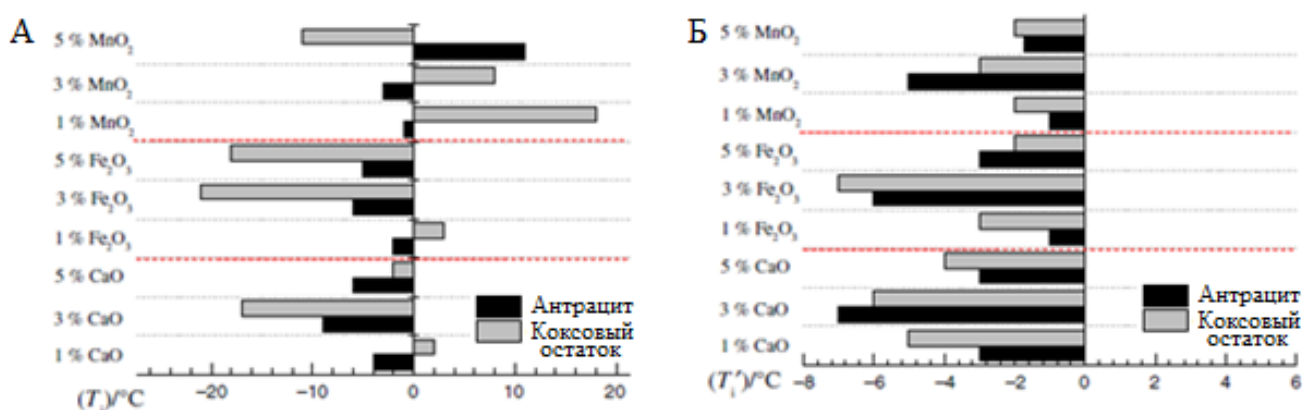 А
5 % MnO₂
3 % MnO₂
1 % MnO₂
5 % Fe₂O₃
3 % Fe₂O₃
1 % Fe₂O₃
5 % CaO
3 % CaO
1 % CaO
Антрацит
Коксовый
остаток
−20 −10 0 10 20
(Tᵢ)/°C
Б
5 % MnO₂
3 % MnO₂
1 % MnO₂
5 % Fe₂O₃
3 % Fe₂O₃
1 % Fe₂O₃
5 % CaO
3 % CaO
1 % CaO
Антрацит
Коксовый
остаток
(Tᵢ′)/°C
−8 −6 −4 −2 0 2 4 6